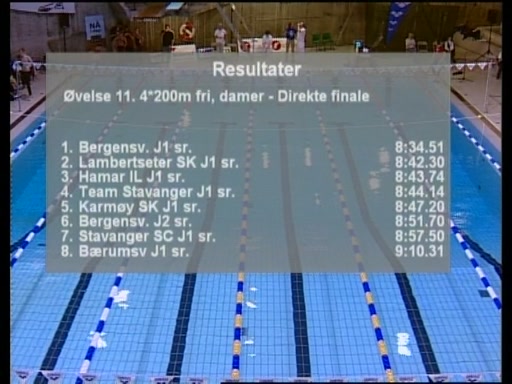 Resultater
Øvelse 11. 4*200m fri, damer - Direkte finale
1. Bergensv. J1 sr. 8:34.51
2. Lambertseter SK J1 sr. 8:42.30
3. Hamar IL J1 sr. 8:43.74
4. Team Stavanger J1 sr. 8:44.14
5. Karmøy SK J1 sr. 8:47.20
6. Bergensv. J2 sr. 8:51.70
7. Stavanger SC J1 sr. 8:57.50
8. Bærumsv J1 sr. 9:10.31